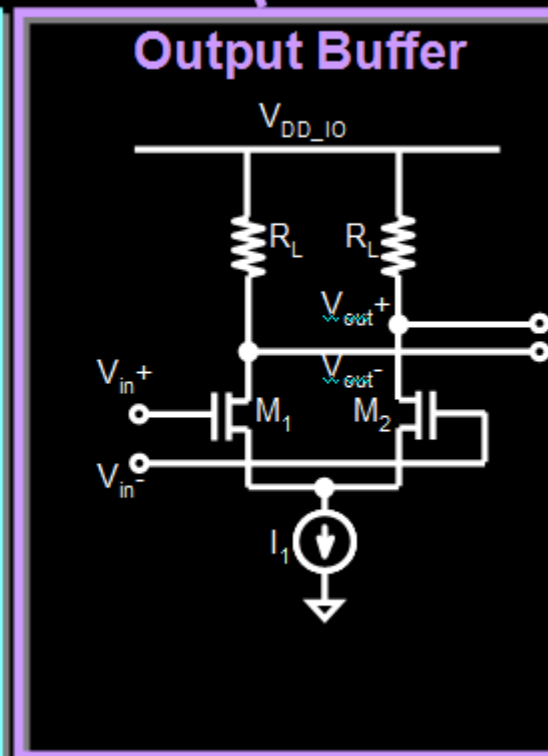 Output Buffer
VDD_IO
RL RL
Vout+
Vin+ Vout-
M1 M2
Vin-
I1